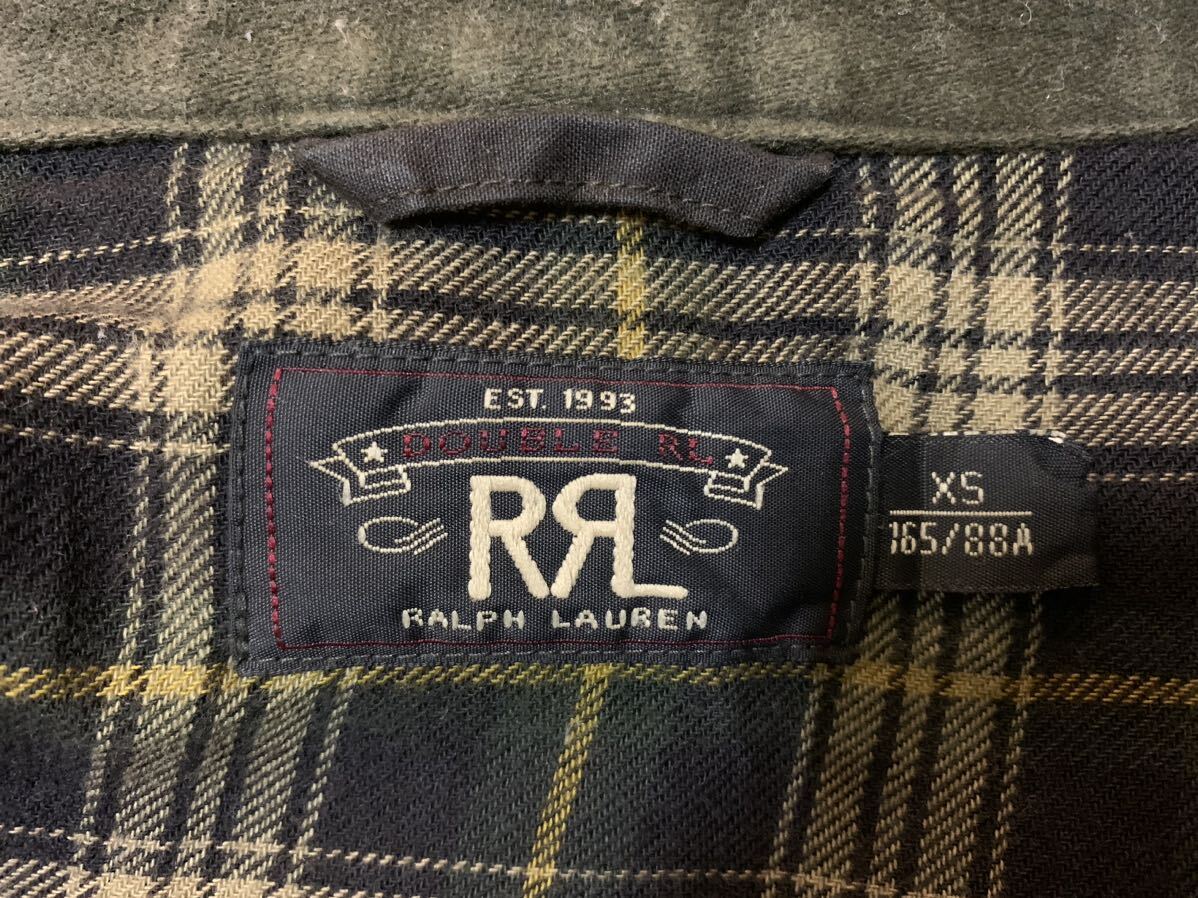 EST. 1993
DOUBLE RL
RRL
RALPH LAUREN
XS
165/88A